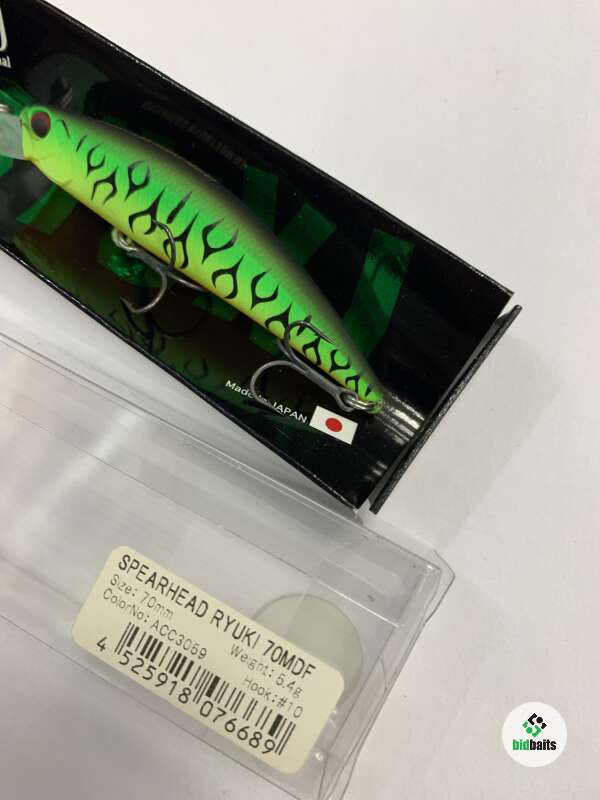 Made in JAPAN
SPEARHEAD RYUKI 70MDF
Size: 70mm Weight: 5.4g
ColorNo: ACC3059 Hook:#10
4 525918 076689
bidbaits